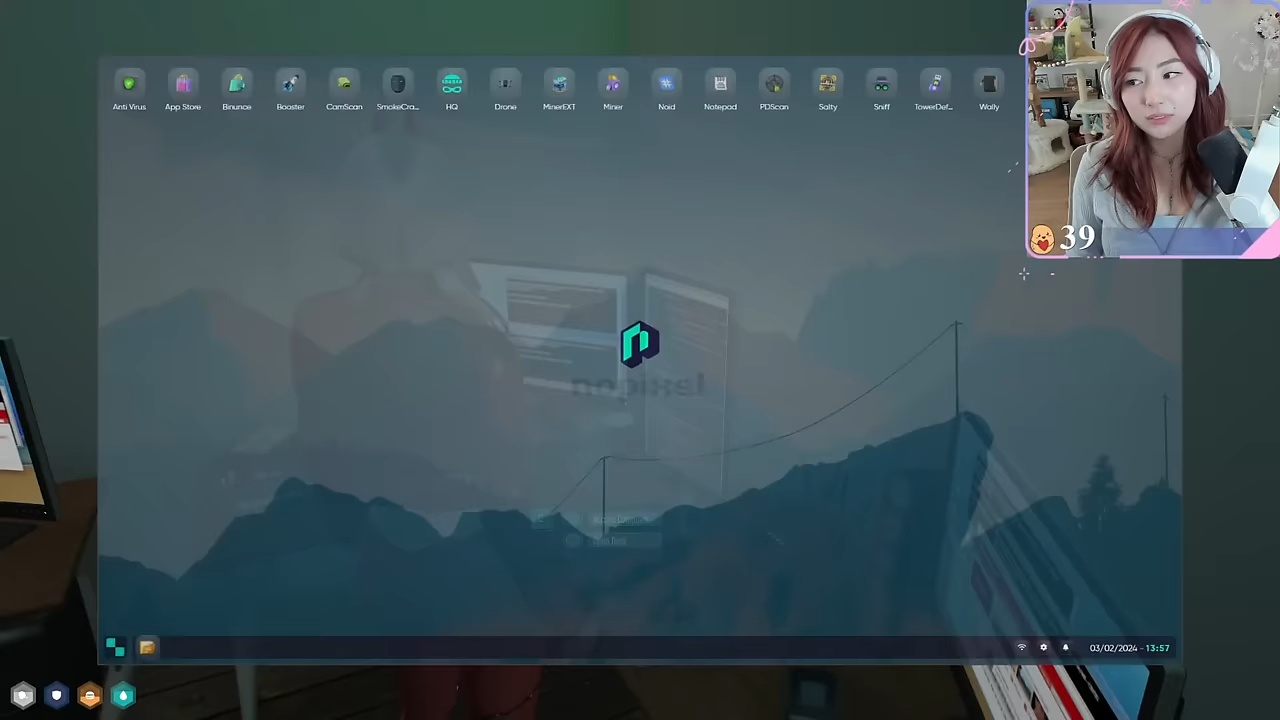 Anti Virus
App Store
Binunce
Booster
CamScan
SmokeCra...
HQ
Drone
MinerEXT
Miner
Noid
Notepad
PDScan
Salty
Sniff
TowerDef...
Wally
39
nopixel
03/02/2024 - 13:57